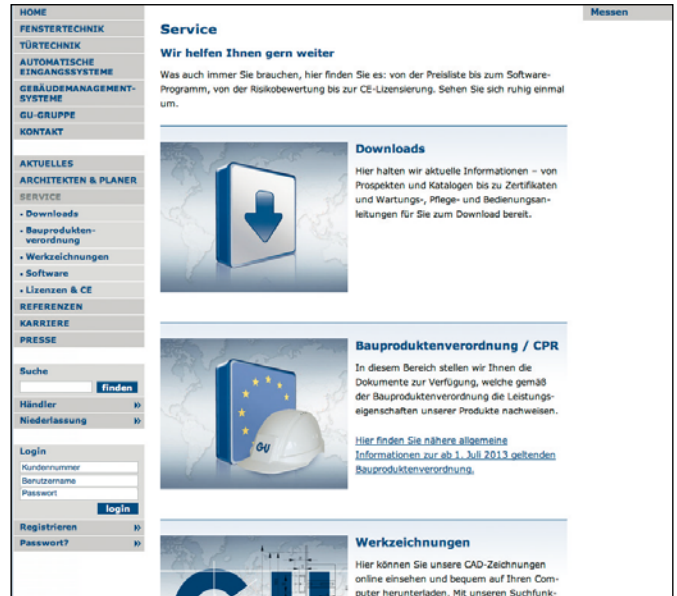 HOME
FENSTERTECHNIK
TÜRTECHNIK
AUTOMATISCHE
EINGANGSSYSTEME
GEBÄUDEMANAGEMENT-
SYSTEME
GU-GRUPPE
KONTAKT
AKTUELLES
ARCHITEKTEN & PLANER
SERVICE
• Downloads
• Bauprodukten-
verordnung
• Werkzeichnungen
• Software
• Lizenzen & CE
REFERENZEN
KARRIERE
PRESSE
Suche
finden
Händler »
Niederlassung »
Login
Kundennummer
Benutzername
Passwort
login
Registrieren »
Passwort? »
Service
Wir helfen Ihnen gern weiter
Was auch immer Sie brauchen, hier finden Sie es: von der Preisliste bis zum Software-
Programm, von der Risikobewertung bis zur CE-Lizensierung. Sehen Sie sich ruhig einmal
um.
Downloads
Hier halten wir aktuelle Informationen – von
Prospekten und Katalogen bis zu Zertifikaten
und Wartungs-, Pflege- und Bedienungsan-
leitungen für Sie zum Download bereit.
Bauproduktenverordnung / CPR
In diesem Bereich stellen wir Ihnen die
Dokumente zur Verfügung, welche gemäß
der Bauproduktenverordnung die Leistungs-
eigenschaften unserer Produkte nachweisen.
Hier finden Sie nähere allgemeine
Informationen zur ab 1. Juli 2013 geltenden
Bauproduktenverordnung.
GU
Werkzeichnungen
Hier können Sie unsere CAD-Zeichnungen
online einsehen und bequem auf Ihren Com-
puter herunterladen. Mit unseren Suchfunk-
Messen